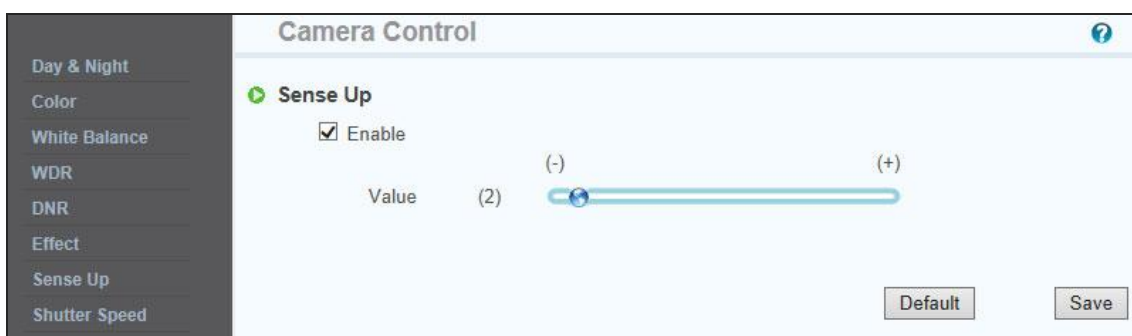 Camera Control
?
Day & Night
Color
White Balance
WDR
DNR
Effect
Sense Up
Shutter Speed
Sense Up
Enable
(-) (+)
Value (2)
Default Save